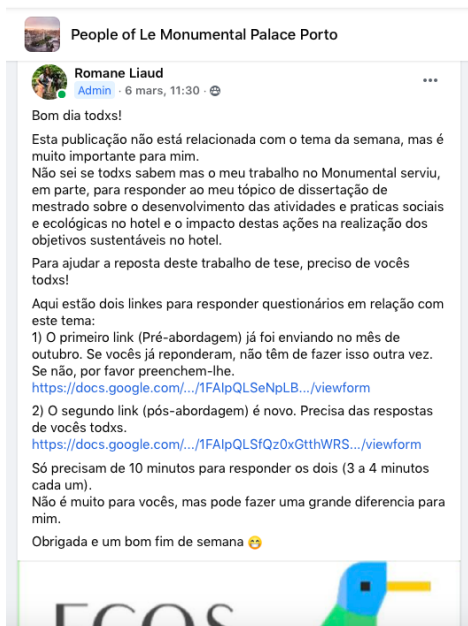 People of Le Monumental Palace Porto
Romane Liaud
Admin · 6 mars, 11:30 ·
Bom dia todxs!
Esta publicação não está relacionada com o tema da semana, mas é
muito importante para mim.
Não sei se todxs sabem mas o meu trabalho no Monumental serviu,
em parte, para responder ao meu tópico de dissertação de
mestrado sobre o desenvolvimento das atividades e praticas sociais
e ecológicas no hotel e o impacto destas ações na realização dos
objetivos sustentáveis no hotel.
Para ajudar a reposta deste trabalho de tese, preciso de vocês
todxs!
Aqui estão dois linkes para responder questionários em relação com
este tema:
1) O primeiro link (Pré-abordagem) já foi enviando no mês de
outubro. Se vocês já reponderam, não têm de fazer isso outra vez.
Se não, por favor preenchem-lhe.
https://docs.google.com/.../1FAIpQLSeNpLB.../viewform
2) O segundo link (pós-abordagem) é novo. Precisa das respostas
de vocês todxs.
https://docs.google.com/.../1FAIpQLSfQz0xGtthWRS.../viewform
Só precisam de 10 minutos para responder os dois (3 a 4 minutos
cada um).
Não é muito para vocês, mas pode fazer uma grande diferencia para
mim.
Obrigada e um bom fim de semana 😁
ECOS